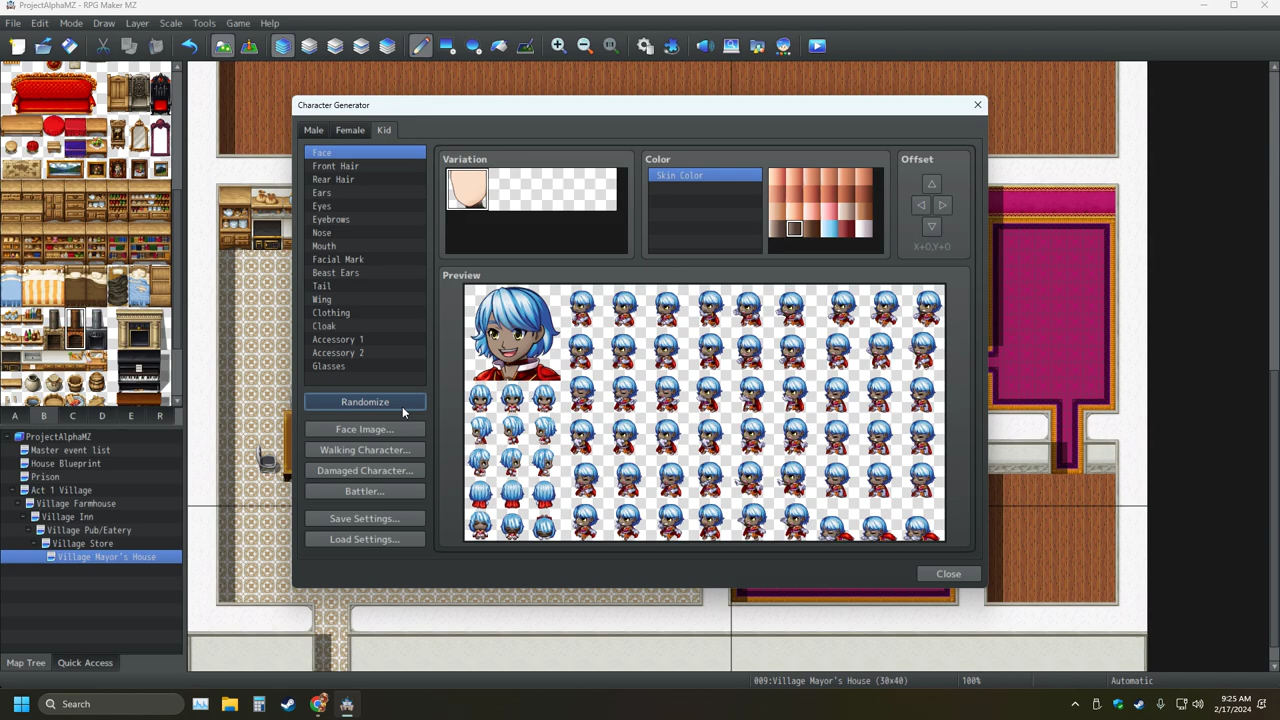 ProjectAlphaMZ - RPG Maker MZ
File Edit Mode Draw Layer Scale Tools Game Help
Character Generator
Male Female Kid
Face
Front Hair
Rear Hair
Ears
Eyes
Eyebrows
Nose
Mouth
Facial Mark
Beast Ears
Tail
Wing
Clothing
Cloak
Accessory 1
Accessory 2
Glasses
Randomize
Face Image...
Walking Character...
Damaged Character...
Battler...
Save Settings...
Load Settings...
Variation
Color
Skin Color
Offset
X+0,Y+0
Preview
Close
A B C D E R
ProjectAlphaMZ
Master event list
House Blueprint
Prison
Act 1 Village
Village Farmhouse
Village Inn
Village Pub/Eatery
Village Store
Village Mayor's House
Map Tree Quick Access
009:Village Mayor's House (30x40) 100% Automatic
Search
9:25 AM
2/17/2024